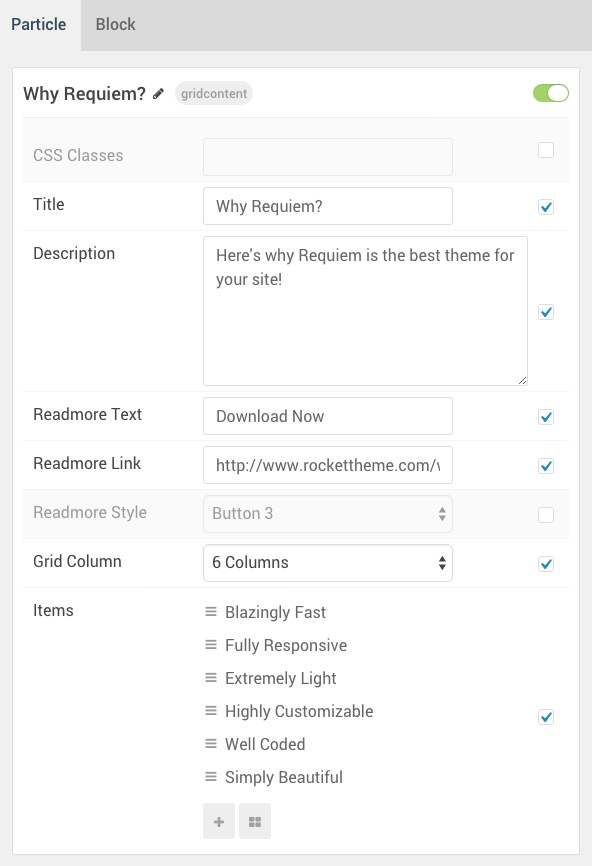 Particle Block
Why Requiem? gridcontent
CSS Classes
Title Why Requiem?
Description Here's why Requiem is the best theme for
your site!
Readmore Text Download Now
Readmore Link http://www.rockettheme.com/
Readmore Style Button 3
Grid Column 6 Columns
Items Blazingly Fast
Fully Responsive
Extremely Light
Highly Customizable
Well Coded
Simply Beautiful